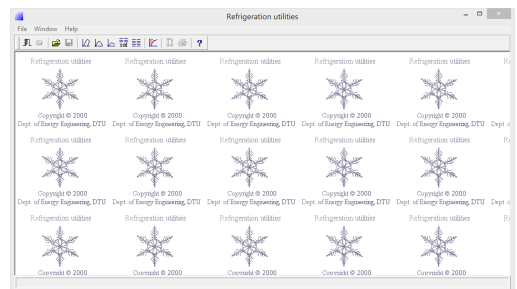 Refrigeration utilities
File Window Help
?
Refrigeration utilities Refrigeration utilities Refrigeration utilities Refrigeration utilities Refrigeration utilities R
Copyright © 2000 Copyright © 2000 Copyright © 2000 Copyright © 2000 Copyright © 2000
Dept. of Energy Engineering, DTU Dept. of Energy Engineering, DTU Dept. of Energy Engineering, DTU Dept. of Energy Engineering, DTU Dept. of Energy Engineering, DTU Dept. o
Refrigeration utilities Refrigeration utilities Refrigeration utilities Refrigeration utilities Refrigeration utilities R
Copyright © 2000 Copyright © 2000 Copyright © 2000 Copyright © 2000 Copyright © 2000
Dept. of Energy Engineering, DTU Dept. of Energy Engineering, DTU Dept. of Energy Engineering, DTU Dept. of Energy Engineering, DTU Dept. of Energy Engineering, DTU Dept. o
Refrigeration utilities Refrigeration utilities Refrigeration utilities Refrigeration utilities Refrigeration utilities R
Copyright © 2000 Copyright © 2000 Copyright © 2000 Copyright © 2000 Copyright © 2000